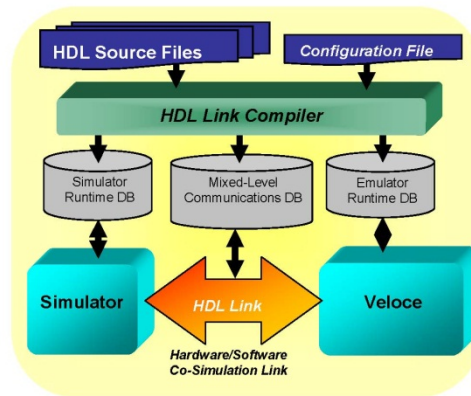 HDL Source Files
Configuration File
HDL Link Compiler
Simulator
Runtime DB
Mixed-Level
Communications DB
Emulator
Runtime DB
Simulator
HDL Link
Veloce
Hardware/Software
Co-Simulation Link